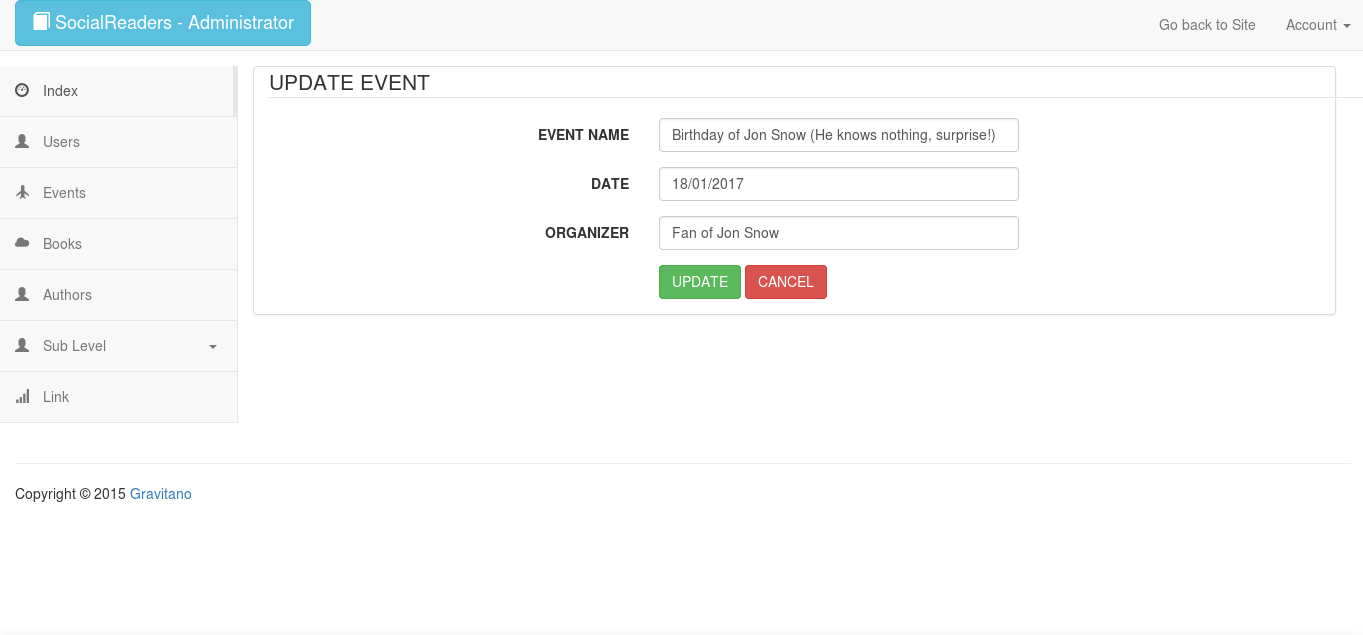 SocialReaders - Administrator
Go back to Site
Account
Index
Users
Events
Books
Authors
Sub Level
Link
UPDATE EVENT
EVENT NAME Birthday of Jon Snow (He knows nothing, surprise!)
DATE 18/01/2017
ORGANIZER Fan of Jon Snow
UPDATE CANCEL
Copyright © 2015 Gravitano